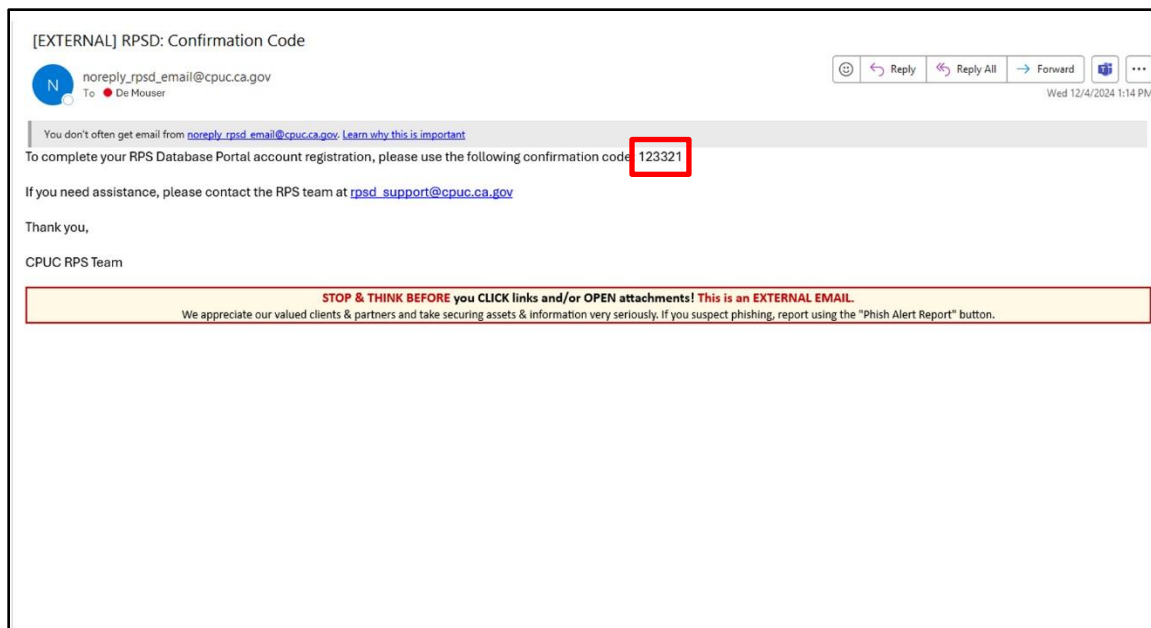 [EXTERNAL] RPSD: Confirmation Code
N
noreply_rpsd_email@cpuc.ca.gov
To De Mouser
Reply
Reply All
Forward
Wed 12/4/2024 1:14 PM
You don't often get email from noreply_rpsd_email@cpuc.ca.gov. Learn why this is important
To complete your RPS Database Portal account registration, please use the following confirmation code 123321
If you need assistance, please contact the RPS team at rpsd_support@cpuc.ca.gov
Thank you,
CPUC RPS Team
STOP & THINK BEFORE you CLICK links and/or OPEN attachments! This is an EXTERNAL EMAIL.
We appreciate our valued clients & partners and take securing assets & information very seriously. If you suspect phishing, report using the "Phish Alert Report" button.